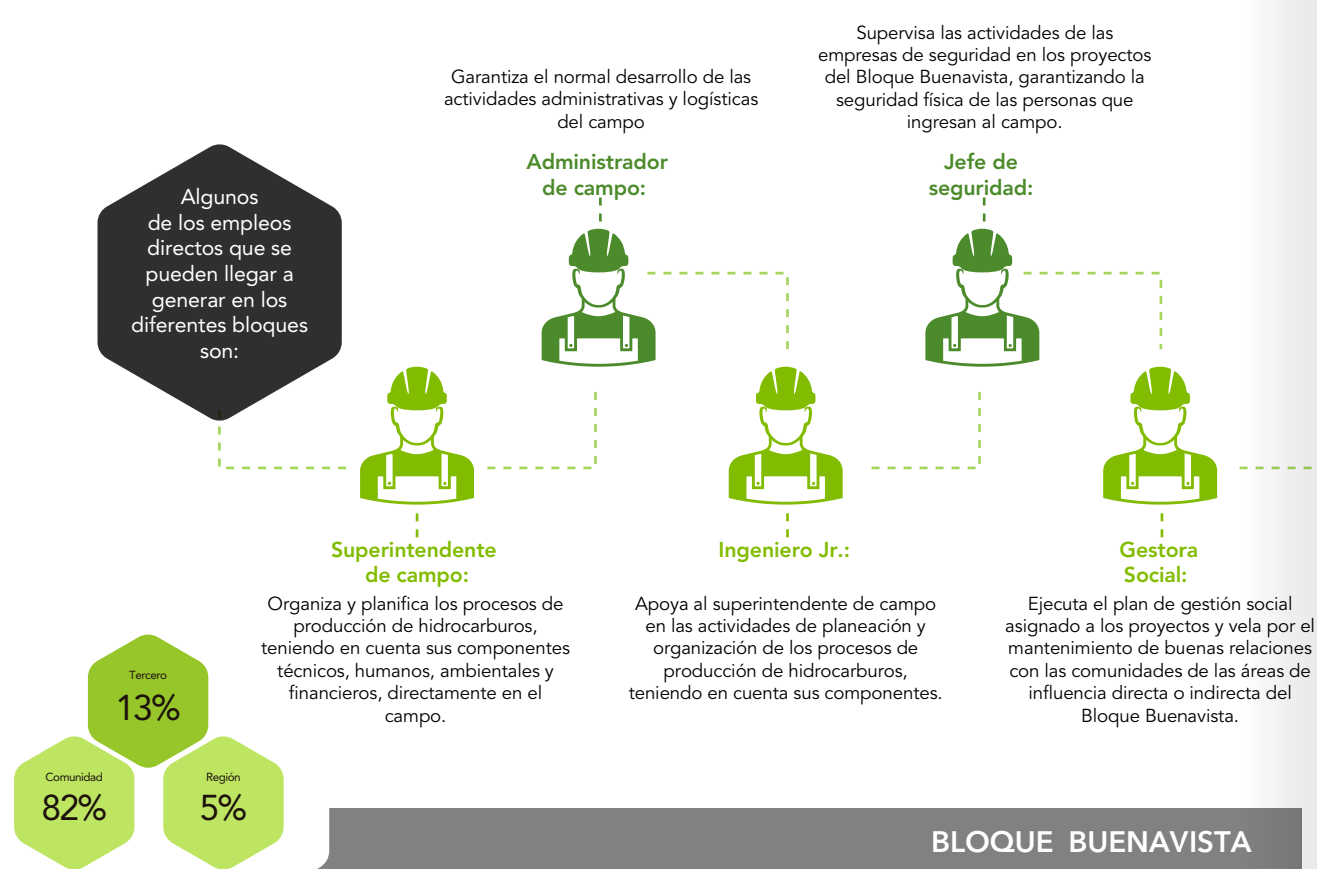 Algunos
de los empleos
directos que se
pueden llegar a
generar en los
diferentes bloques
son:
Garantiza el normal desarrollo de las
actividades administrativas y logísticas
del campo
Administrador
de campo:
Supervisa las actividades de las
empresas de seguridad en los proyectos
del Bloque Buenavista, garantizando la
seguridad física de las personas que
ingresan al campo.
Jefe de
seguridad:
Superintendente
de campo:
Organiza y planifica los procesos de
producción de hidrocarburos,
teniendo en cuenta sus componentes
técnicos, humanos, ambientales y
financieros, directamente en el
campo.
Ingeniero Jr.:
Apoya al superintendente de campo
en las actividades de planeación y
organización de los procesos de
producción de hidrocarburos,
teniendo en cuenta sus componentes.
Gestora
Social:
Ejecuta el plan de gestión social
asignado a los proyectos y vela por el
mantenimiento de buenas relaciones
con las comunidades de las áreas de
influencia directa o indirecta del
Bloque Buenavista.
Tercero
13%
Comunidad
82%
Región
5%
BLOQUE BUENAVISTA